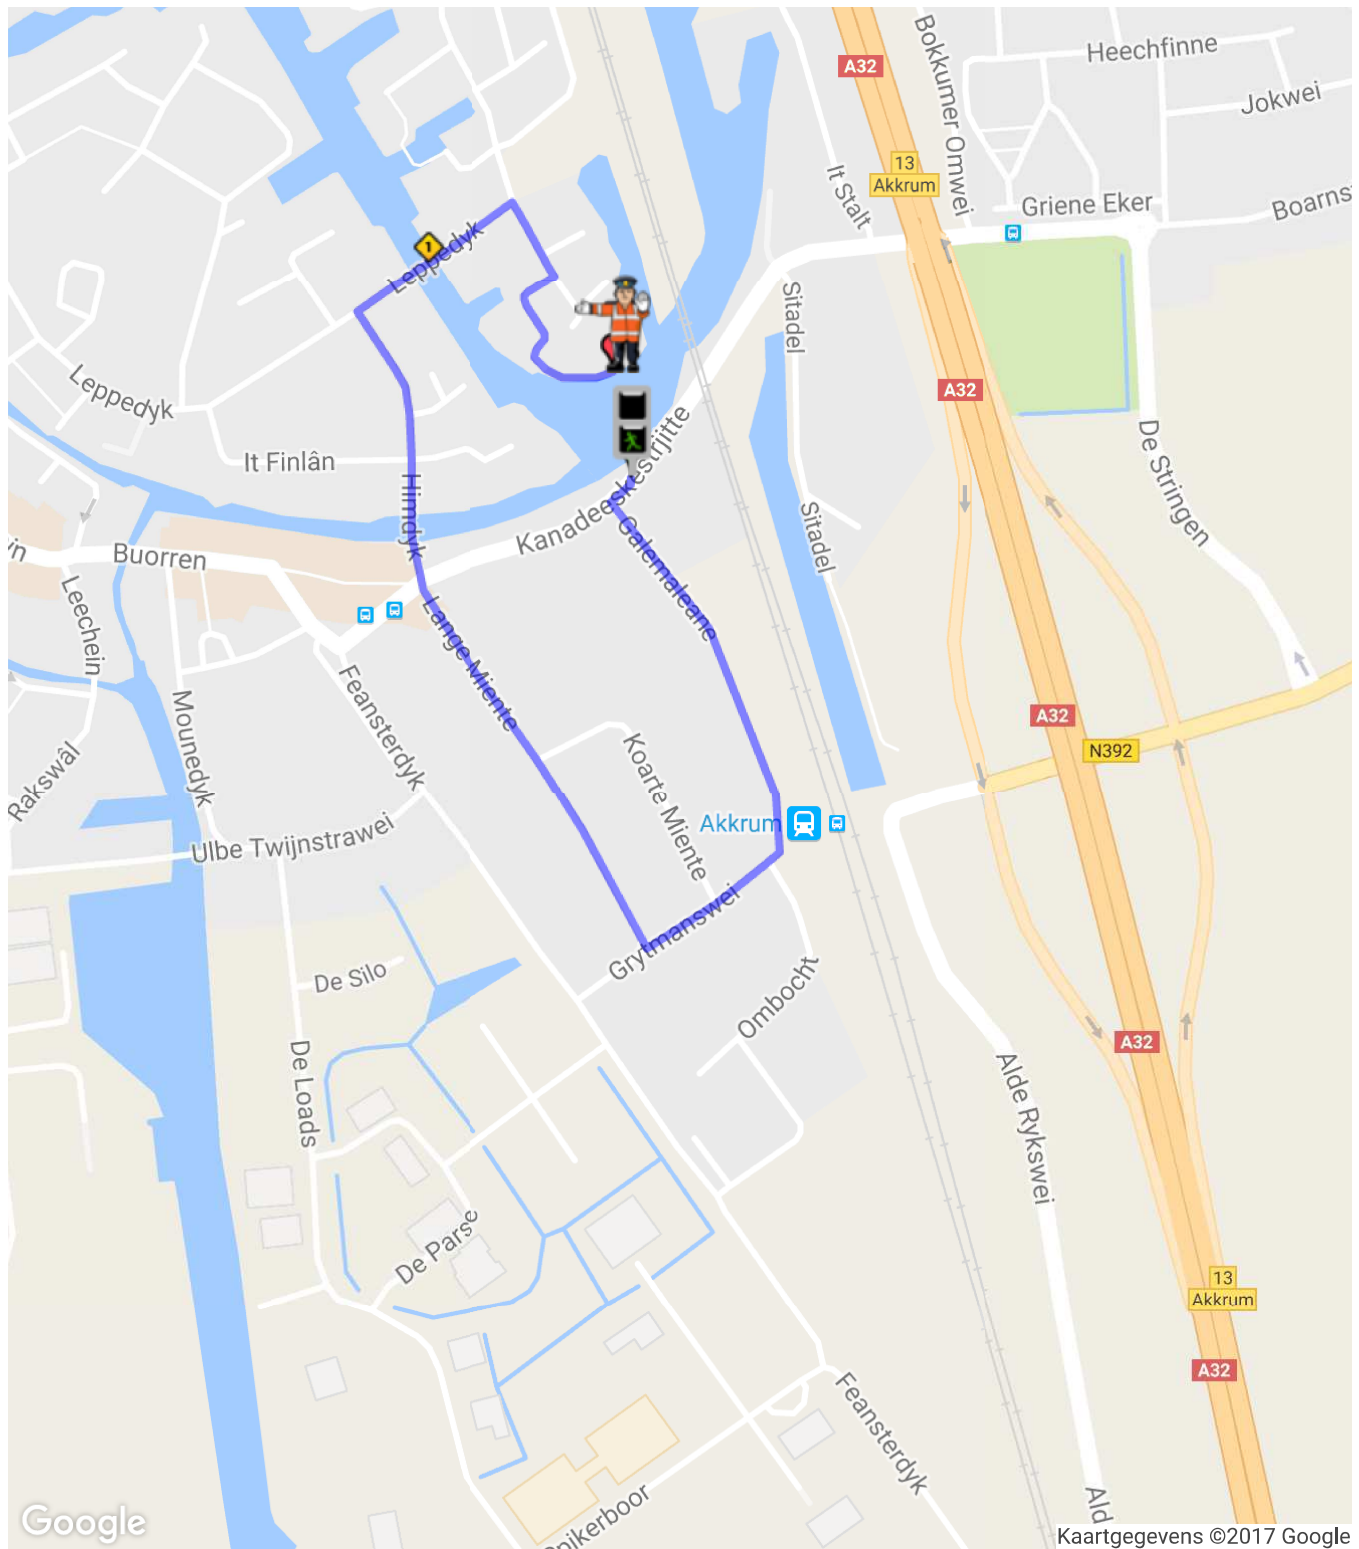 Heechfinne
A32
Bokkumer Omwei
Jokwei
13
Akkrum
It Stalt
Griene Eker
Boarnst
1
Leppedyk
Sitadel
Leppedyk
A32
Kanadeeskestrjitte
De Stringen
It Finlân
Himdyk
Galemaleane
Sitadel
Buorren
Leechein
Lange Miente
Feansterdyk
Mounedyk
A32
N392
Koarte Miente
Rakswâl
Akkrum
Ulbe Twijnstrawei
Grytmanswei
De Silo
Ombocht
De Loads
A32
Alde Rykswei
De Parse
13
Akkrum
A32
Feansterdyk
Spikerboor
Ald
Google
Kaartgegevens ©2017 Google